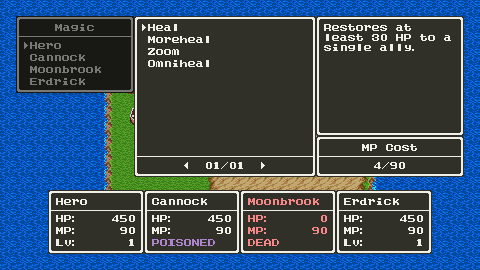 Magic
Hero
Cannock
Moonbrook
Erdrick
Heal
Moreheal
Zoom
Omniheal
01/01
Restores at
least 30 HP to a
single ally.
MP Cost
4/90
Hero
HP: 450
MP: 90
Lv: 1
Cannock
HP: 450
MP: 90
POISONED
Moonbrook
HP: 0
MP: 90
DEAD
Erdrick
HP: 450
MP: 90
Lv: 1